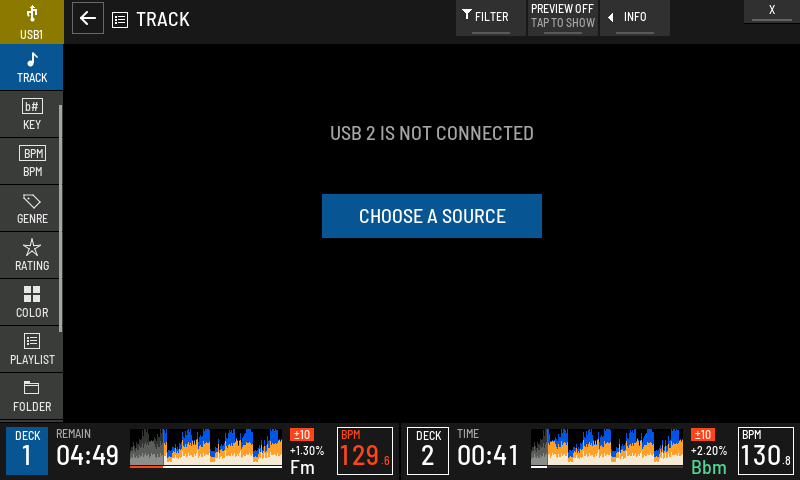 USB1
TRACK
FILTER
PREVIEW OFF
TAP TO SHOW
INFO
X
TRACK
b#
KEY
BPM
BPM
GENRE
RATING
COLOR
PLAYLIST
FOLDER
USB 2 IS NOT CONNECTED
CHOOSE A SOURCE
DECK
1
REMAIN
04:49
±10
+1.30%
Fm
BPM
129.6
DECK
2
TIME
00:41
±10
+2.20%
Bbm
BPM
130.8